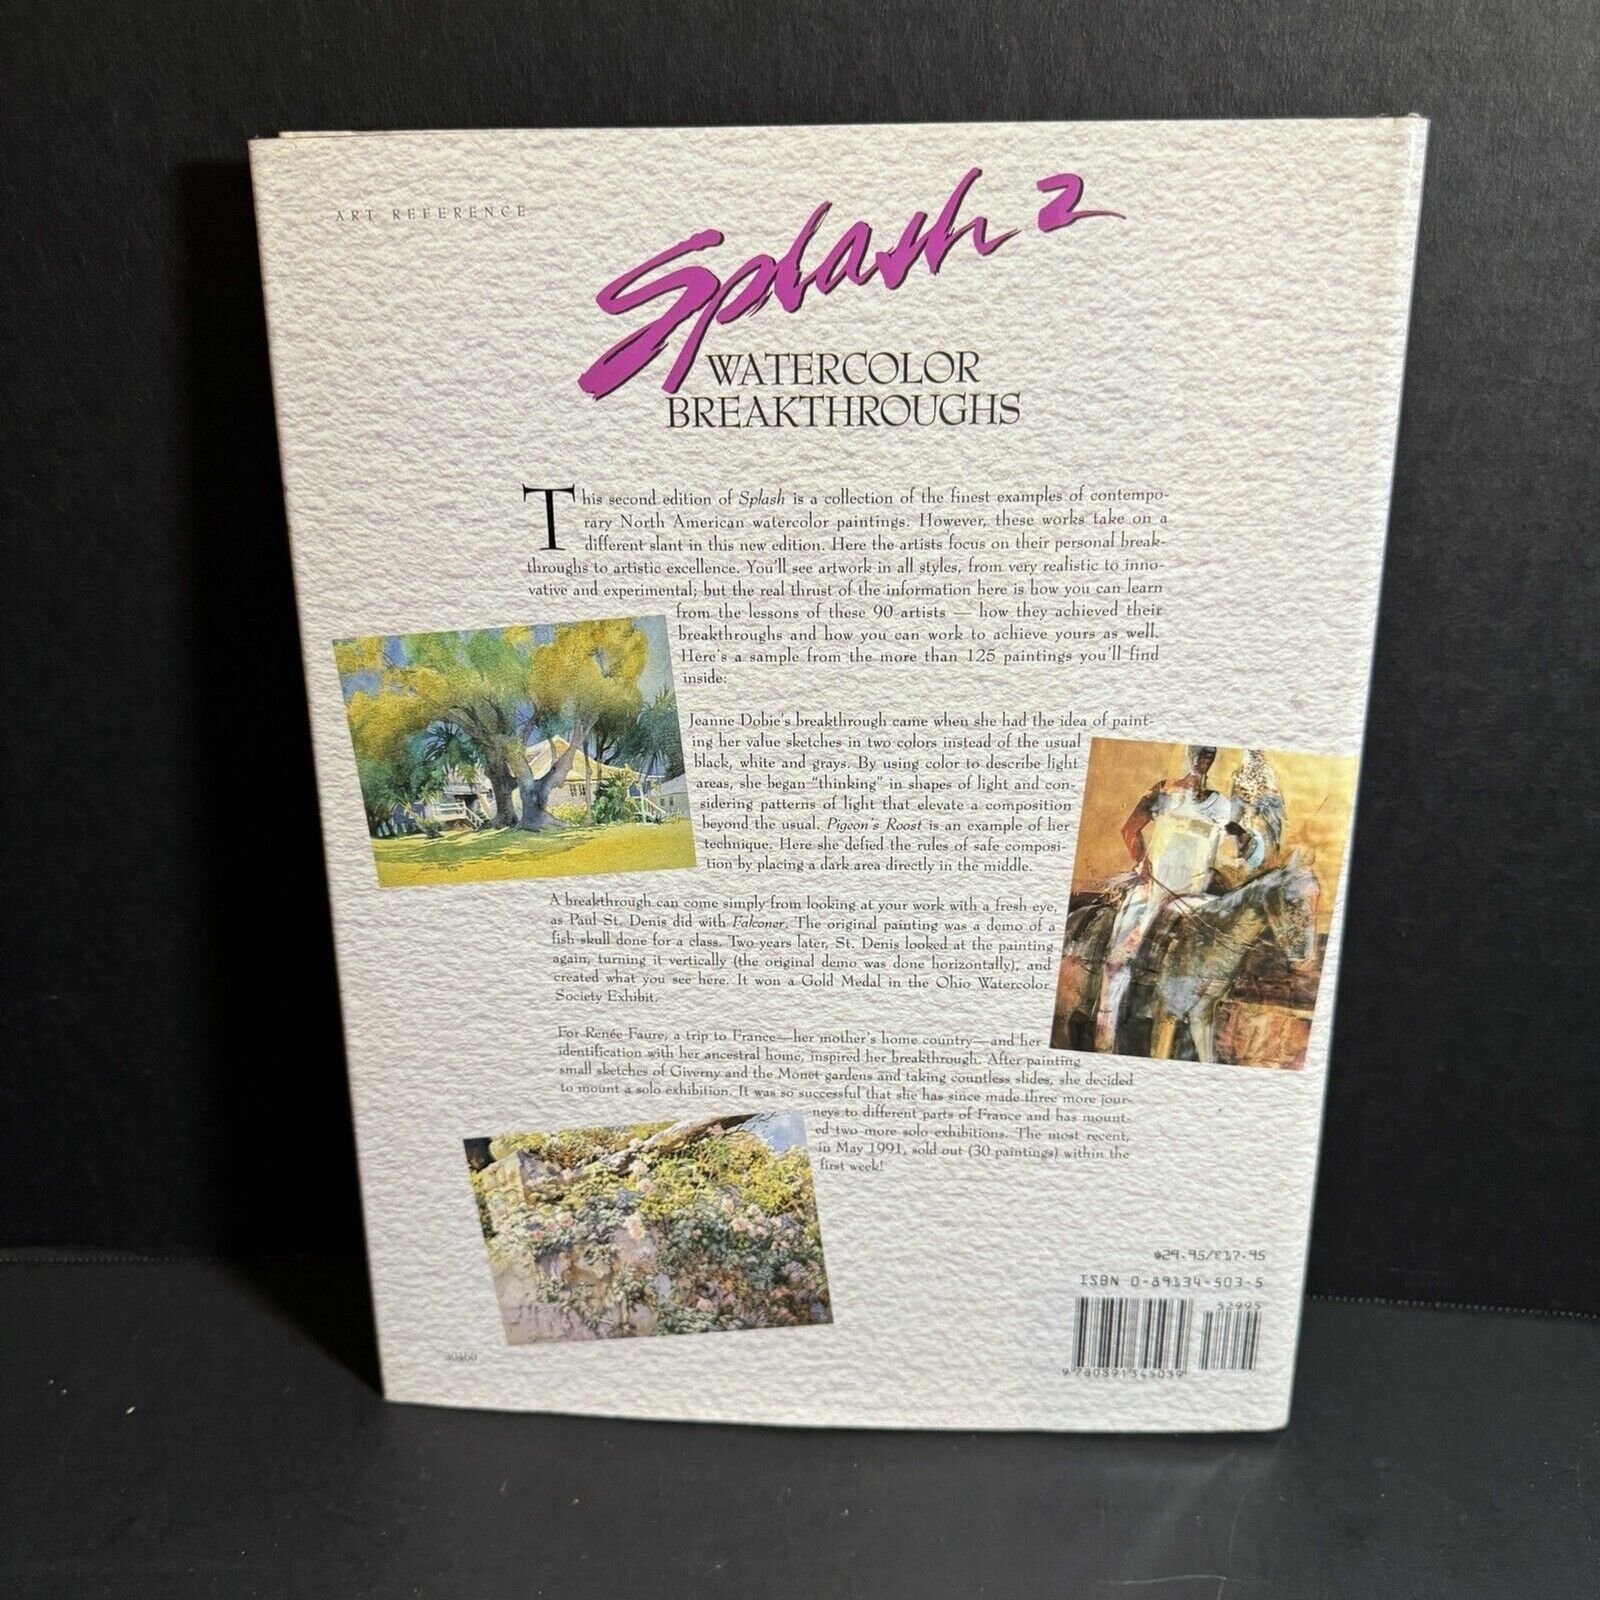 ART REFERENCE
Splash 2
WATERCOLOR
BREAKTHROUGHS
This second edition of Splash is a collection of the finest examples of contempo-
rary North American watercolor paintings. However, these works take on a
different slant in this new edition. Here the artists focus on their personal break-
throughs to artistic excellence. You'll see artwork in all styles, from very realistic to inno-
vative and experimental; but the real thrust of the information here is how you can learn
from the lessons of these 90 artists — how they achieved their
breakthroughs and how you can work to achieve yours as well.
Here's a sample from the more than 125 paintings you'll find
inside:
Jeanne Dobie's breakthrough came when she had the idea of paint-
ing her value sketches in two colors instead of the usual
black, white and grays. By using color to describe light
areas, she began "thinking" in shapes of light and con-
sidering patterns of light that elevate a composition
beyond the usual. Pigeon's Roost is an example of her
technique. Here she defied the rules of safe composi-
tion by placing a dark area directly in the middle.
A breakthrough can come simply from looking at your work with a fresh eye,
as Paul St. Denis did with Falconer. The original painting was a demo of a
fish skull done for a class. Two years later, St. Denis looked at the painting
again, turning it vertically (the original demo was done horizontally), and
created what you see here. It won a Gold Medal in the Ohio Watercolor
Society Exhibit.
For Renée Faure, a trip to France—her mother's home country—and her
identification with her ancestral home, inspired her breakthrough. After painting
small sketches of Giverny and the Monet gardens and taking countless slides, she decided
to mount a solo exhibition. It was so successful that she has since made three more jour-
neys to different parts of France and has mount-
ed two more solo exhibitions. The most recent,
in May 1991, sold out (30 paintings) within the
first week!
$29.95/£17.95
ISBN 0-89134-503-5
52995
9 780891 345039
30460